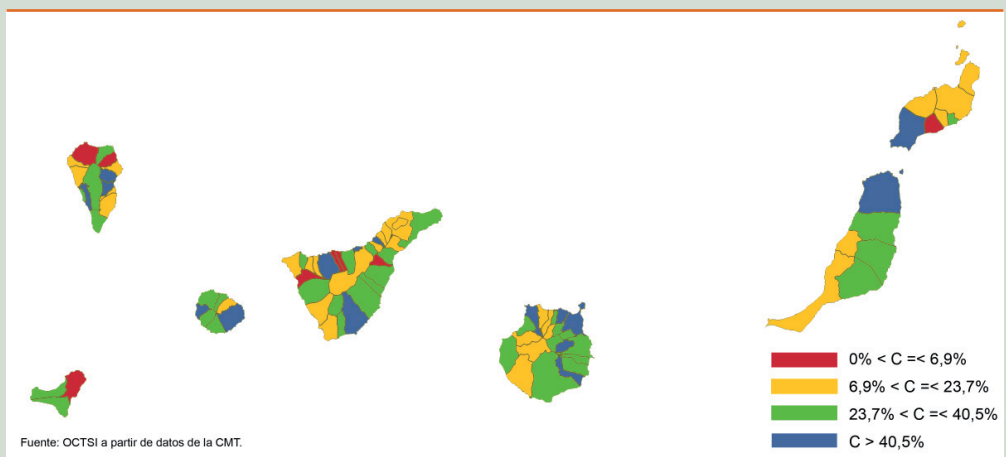 0% < C =< 6,9%
6,9% < C =< 23,7%
23,7% < C =< 40,5%
C > 40,5%
Fuente: OCTSI a partir de datos de la CMT.